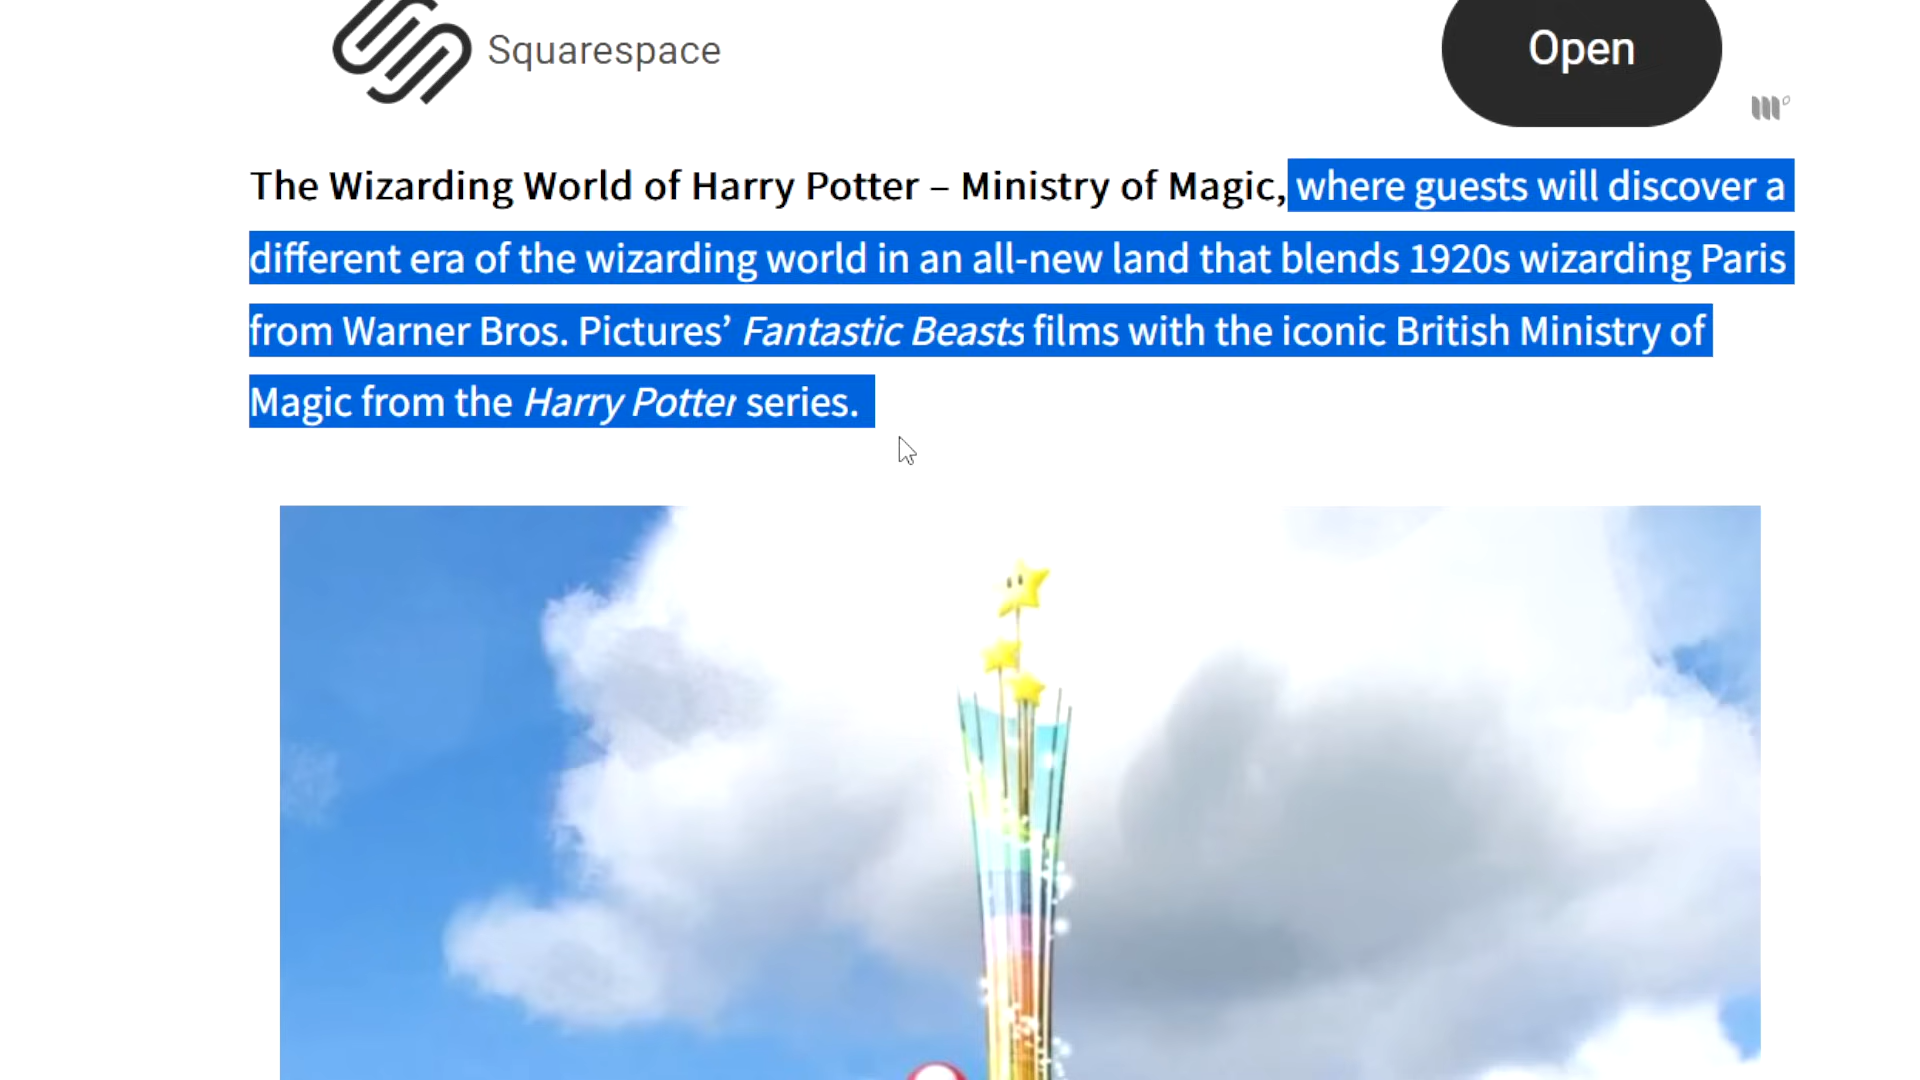 Squarespace
Open
The Wizarding World of Harry Potter – Ministry of Magic, where guests will discover a
different era of the wizarding world in an all-new land that blends 1920s wizarding Paris
from Warner Bros. Pictures’ Fantastic Beasts films with the iconic British Ministry of
Magic from the Harry Potter series.